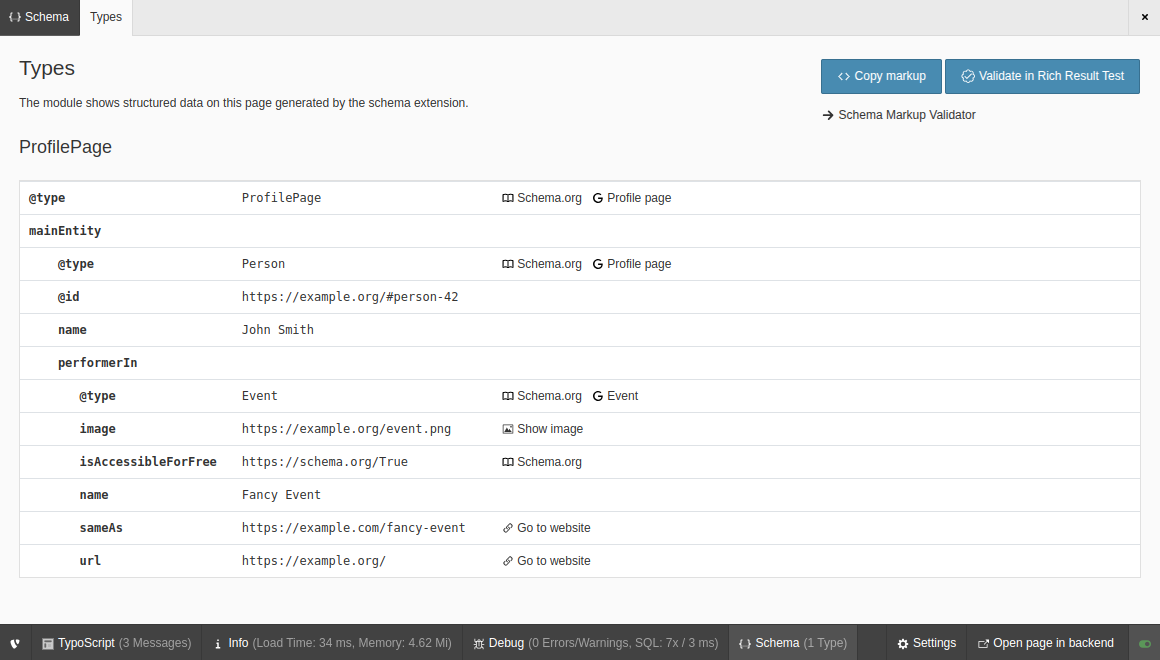 Schema Types ×
Types
Copy markup Validate in Rich Result Test
The module shows structured data on this page generated by the schema extension.
Schema Markup Validator
ProfilePage
@type ProfilePage Schema.org Profile page
mainEntity
@type Person Schema.org Profile page
@id https://example.org/#person-42
name John Smith
performerIn
@type Event Schema.org Event
image https://example.org/event.png Show image
isAccessibleForFree https://schema.org/True Schema.org
name Fancy Event
sameAs https://example.com/fancy-event Go to website
url https://example.org/ Go to website
TypoScript (3 Messages) Info (Load Time: 34 ms, Memory: 4.62 Mi) Debug (0 Errors/Warnings, SQL: 7x / 3 ms) Schema (1 Type) Settings Open page in backend